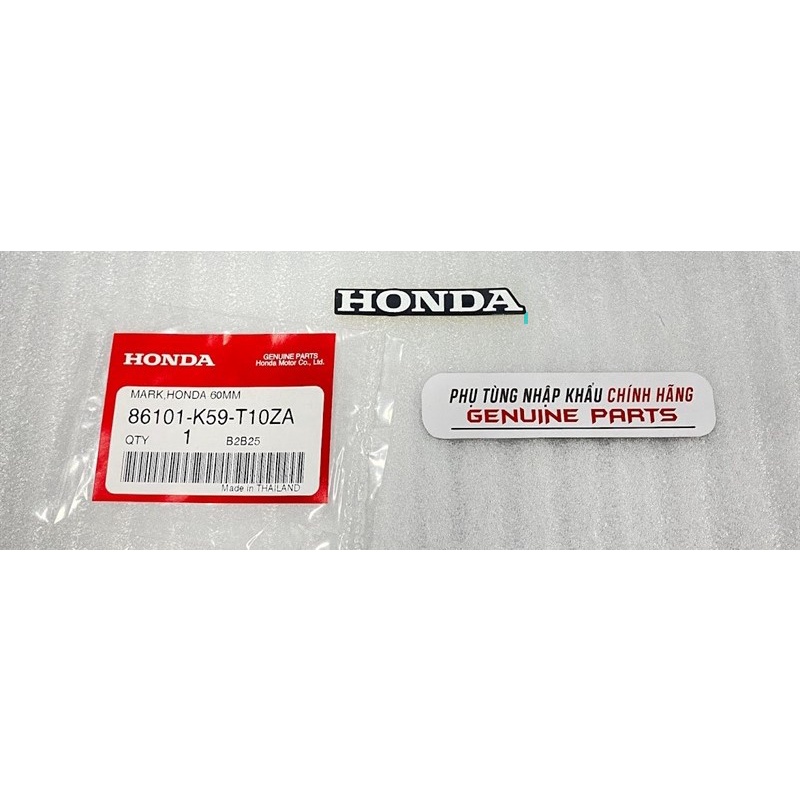 HONDA
HONDA
GENUINE PARTS
Honda Motor Co., Ltd.
MARK,HONDA 60MM
86101-K59-T10ZA
QTY 1 B2B25
Made in THAILAND
PHỤ TÙNG NHẬP KHẨU CHÍNH HÃNG
GENUINE PARTS